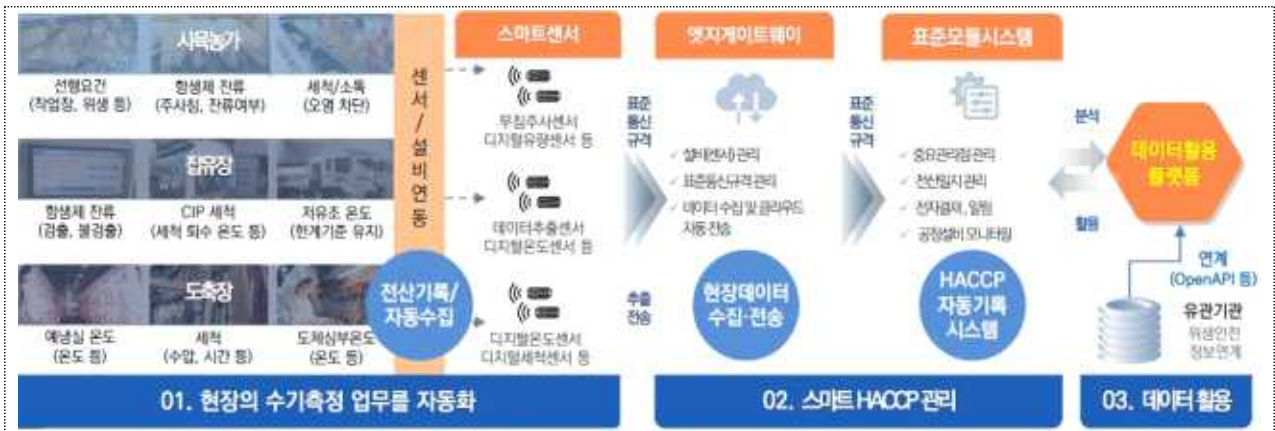 사육농가
선행요건
(작업장, 위생 등)
항생제 잔류
(주사침, 잔류여부)
세척/소독
(오염 차단)
집유장
항생제 잔류
(검출, 불검출)
CIP 세척
(세척 퇴수 온도 등)
저유조 온도
(한계기준 유지)
도축장
예냉실 온도
(온도 등)
세척
(수압, 시간 등)
도체심부온도
(온도 등)
센서/설비연동
전산기록/
자동수집
스마트센서
무침주사센서
디지털유량센서 등
데이터추출센서
디지털온도센서 등
디지털온도센서
디지털세척센서 등
표준
통신
규격
추출
전송
엣지게이트웨이
✓ 설비(센서) 관리
✓ 표준통신규격 관리
✓ 데이터 수집 및 클라우드
자동 전송
현장데이터
수집·전송
표준
통신
규격
표준모듈시스템
✓ 중요관리점 관리
✓ 전산일지 관리
✓ 전자결재, 알림
✓ 공정설비 모니터링
HACCP
자동기록
시스템
분석
활용
데이터활용
플랫폼
연계
(OpenAPI 등)
유관기관
위생안전
정보연계
01. 현장의 수기측정 업무를 자동화
02. 스마트 HACCP 관리
03. 데이터 활용